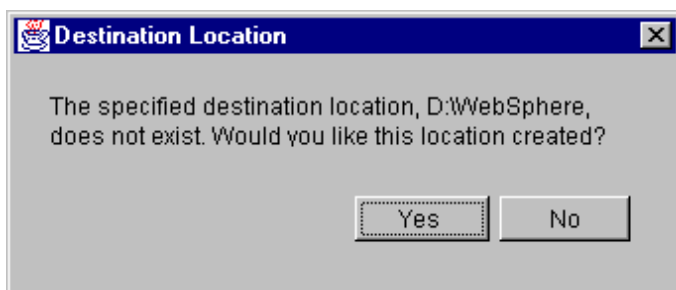 Destination Location
The specified destination location, D:\WebSphere,
does not exist. Would you like this location created?
Yes No